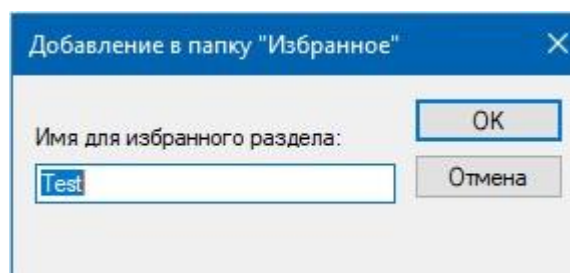 Добавление в папку "Избранное"
Имя для избранного раздела:
Test
OK
Отмена